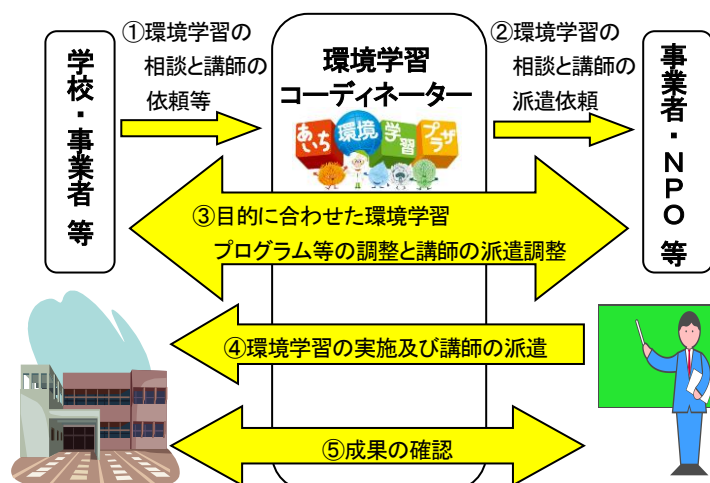 ①環境学習の
相談と講師の
依頼等
学校・事業者 等
環境学習
コーディネーター
あいち環境学習プラザ
②環境学習の
相談と講師の
派遣依頼
事業者・NPO 等
③目的に合わせた環境学習
プログラム等の調整と講師の派遣調整
④環境学習の実施及び講師の派遣
⑤成果の確認